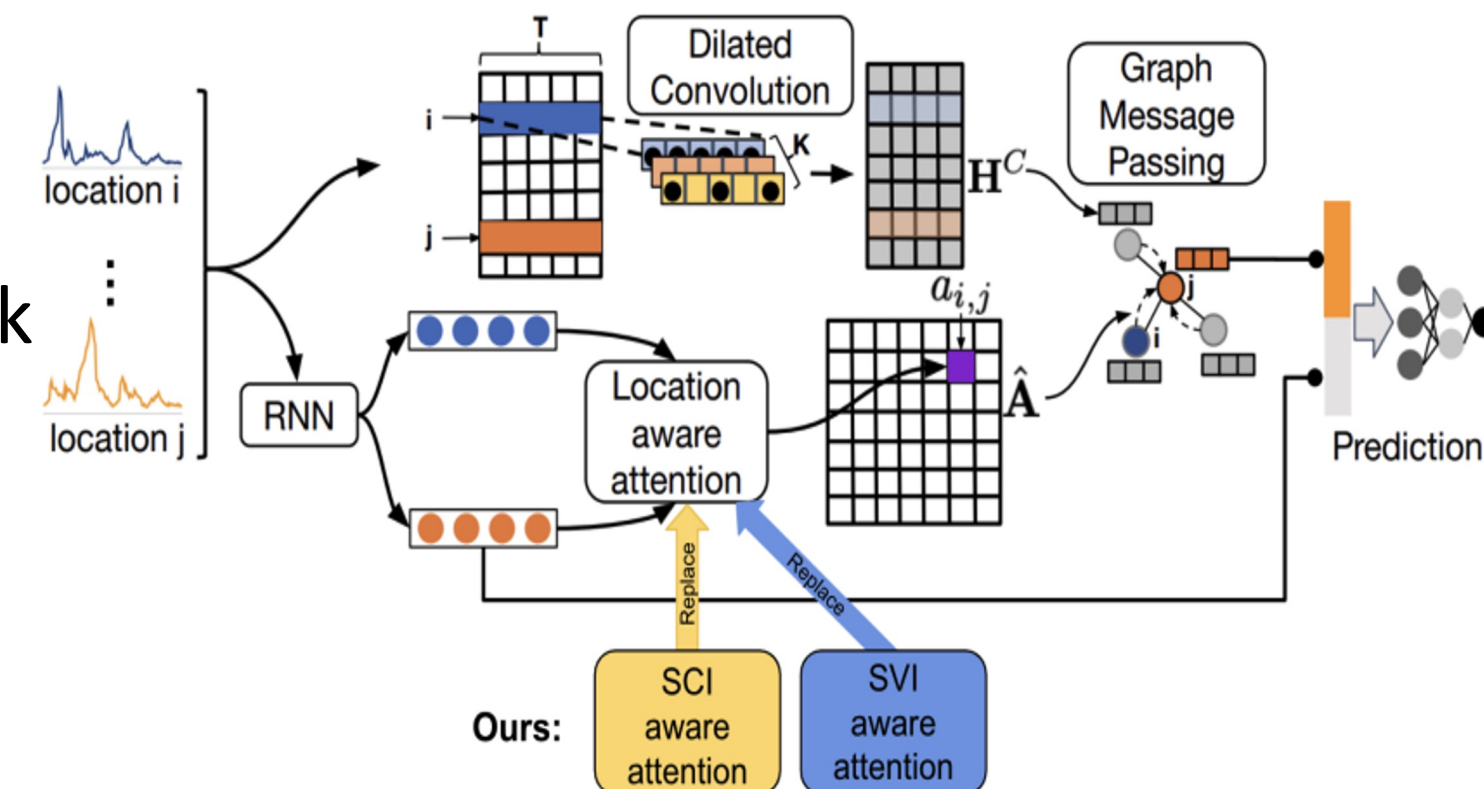 T
Dilated
Convolution
Graph
Message
Passing
i
K
H^C
location i
j
a_{i,j}
j
i
k
Â
RNN
Location
aware
attention
location j
Prediction
Replace
Replace
Ours:
SCI
aware
attention
SVI
aware
attention